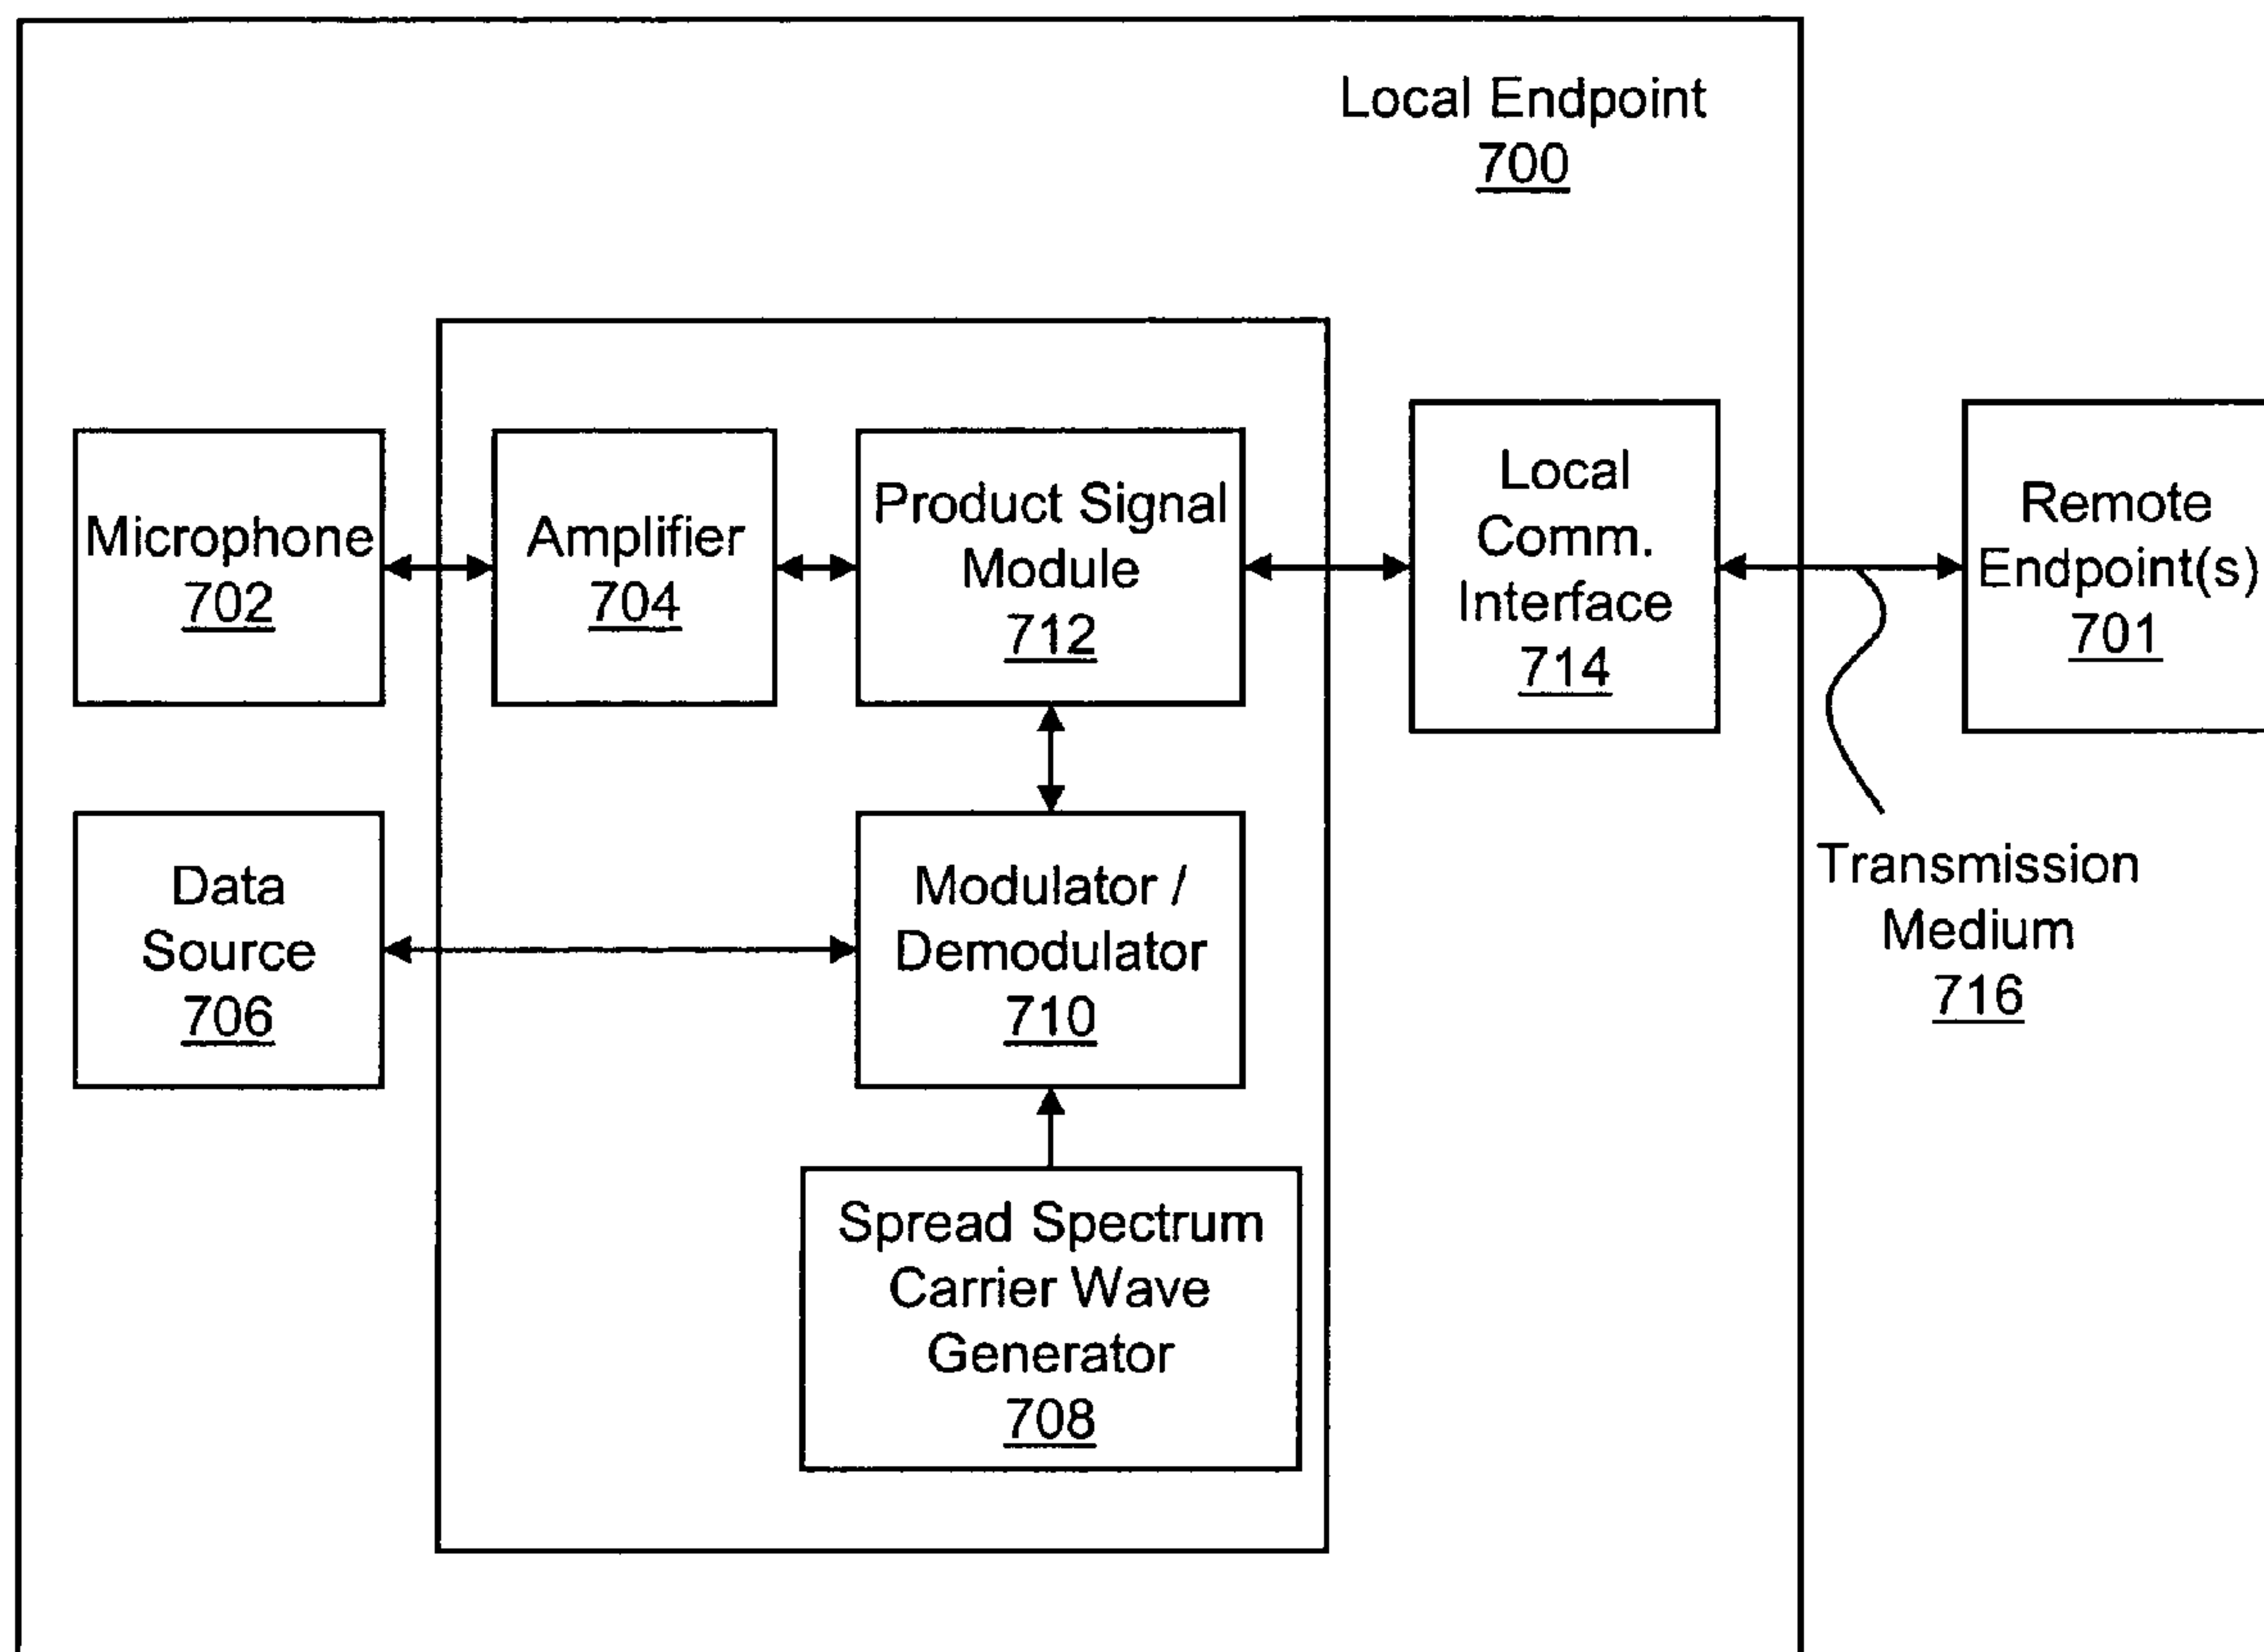 Local Endpoint
700
Microphone
702
Amplifier
704
Product Signal
Module
712
Local
Comm.
Interface
714
Remote
Endpoint(s)
701
Data
Source
706
Modulator /
Demodulator
710
Transmission
Medium
716
Spread Spectrum
Carrier Wave
Generator
708